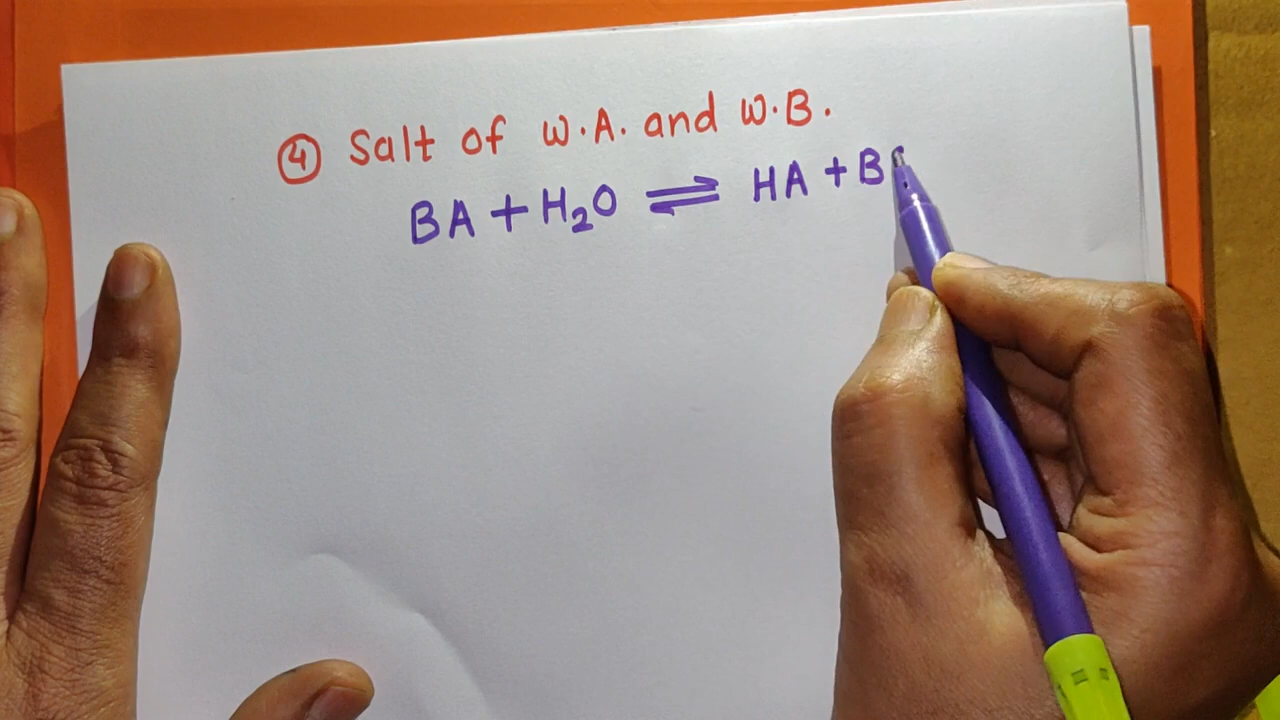 ④ Salt of W.A. and W.B.
BA + H₂O ⇌ HA + B